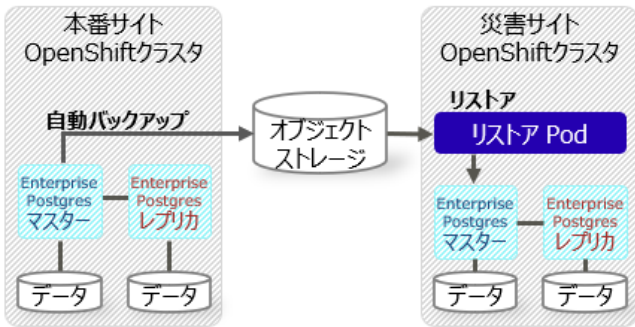 本番サイト
OpenShiftクラスタ
自動バックアップ
Enterprise
Postgres
マスター
Enterprise
Postgres
レプリカ
データ
データ
オブジェクト
ストレージ
災害サイト
OpenShiftクラスタ
リストア
リストア Pod
Enterprise
Postgres
マスター
Enterprise
Postgres
レプリカ
データ
データ